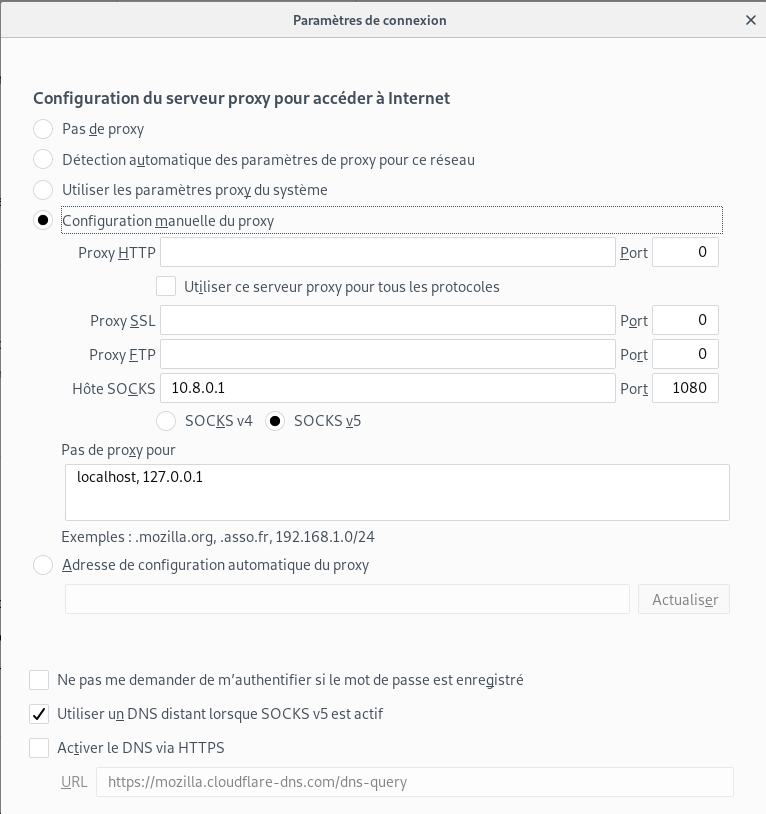 Paramètres de connexion
Configuration du serveur proxy pour accéder à Internet
Pas de proxy
Détection automatique des paramètres de proxy pour ce réseau
Utiliser les paramètres proxy du système
Configuration manuelle du proxy
Proxy HTTP Port 0
Utiliser ce serveur proxy pour tous les protocoles
Proxy SSL Port 0
Proxy FTP Port 0
Hôte SOCKS 10.8.0.1 Port 1080
SOCKS v4 SOCKS v5
Pas de proxy pour
localhost, 127.0.0.1
Exemples : .mozilla.org, .asso.fr, 192.168.1.0/24
Adresse de configuration automatique du proxy
Actualiser
Ne pas me demander de m’authentifier si le mot de passe est enregistré
Utiliser un DNS distant lorsque SOCKS v5 est actif
Activer le DNS via HTTPS
URL https://mozilla.cloudflare-dns.com/dns-query